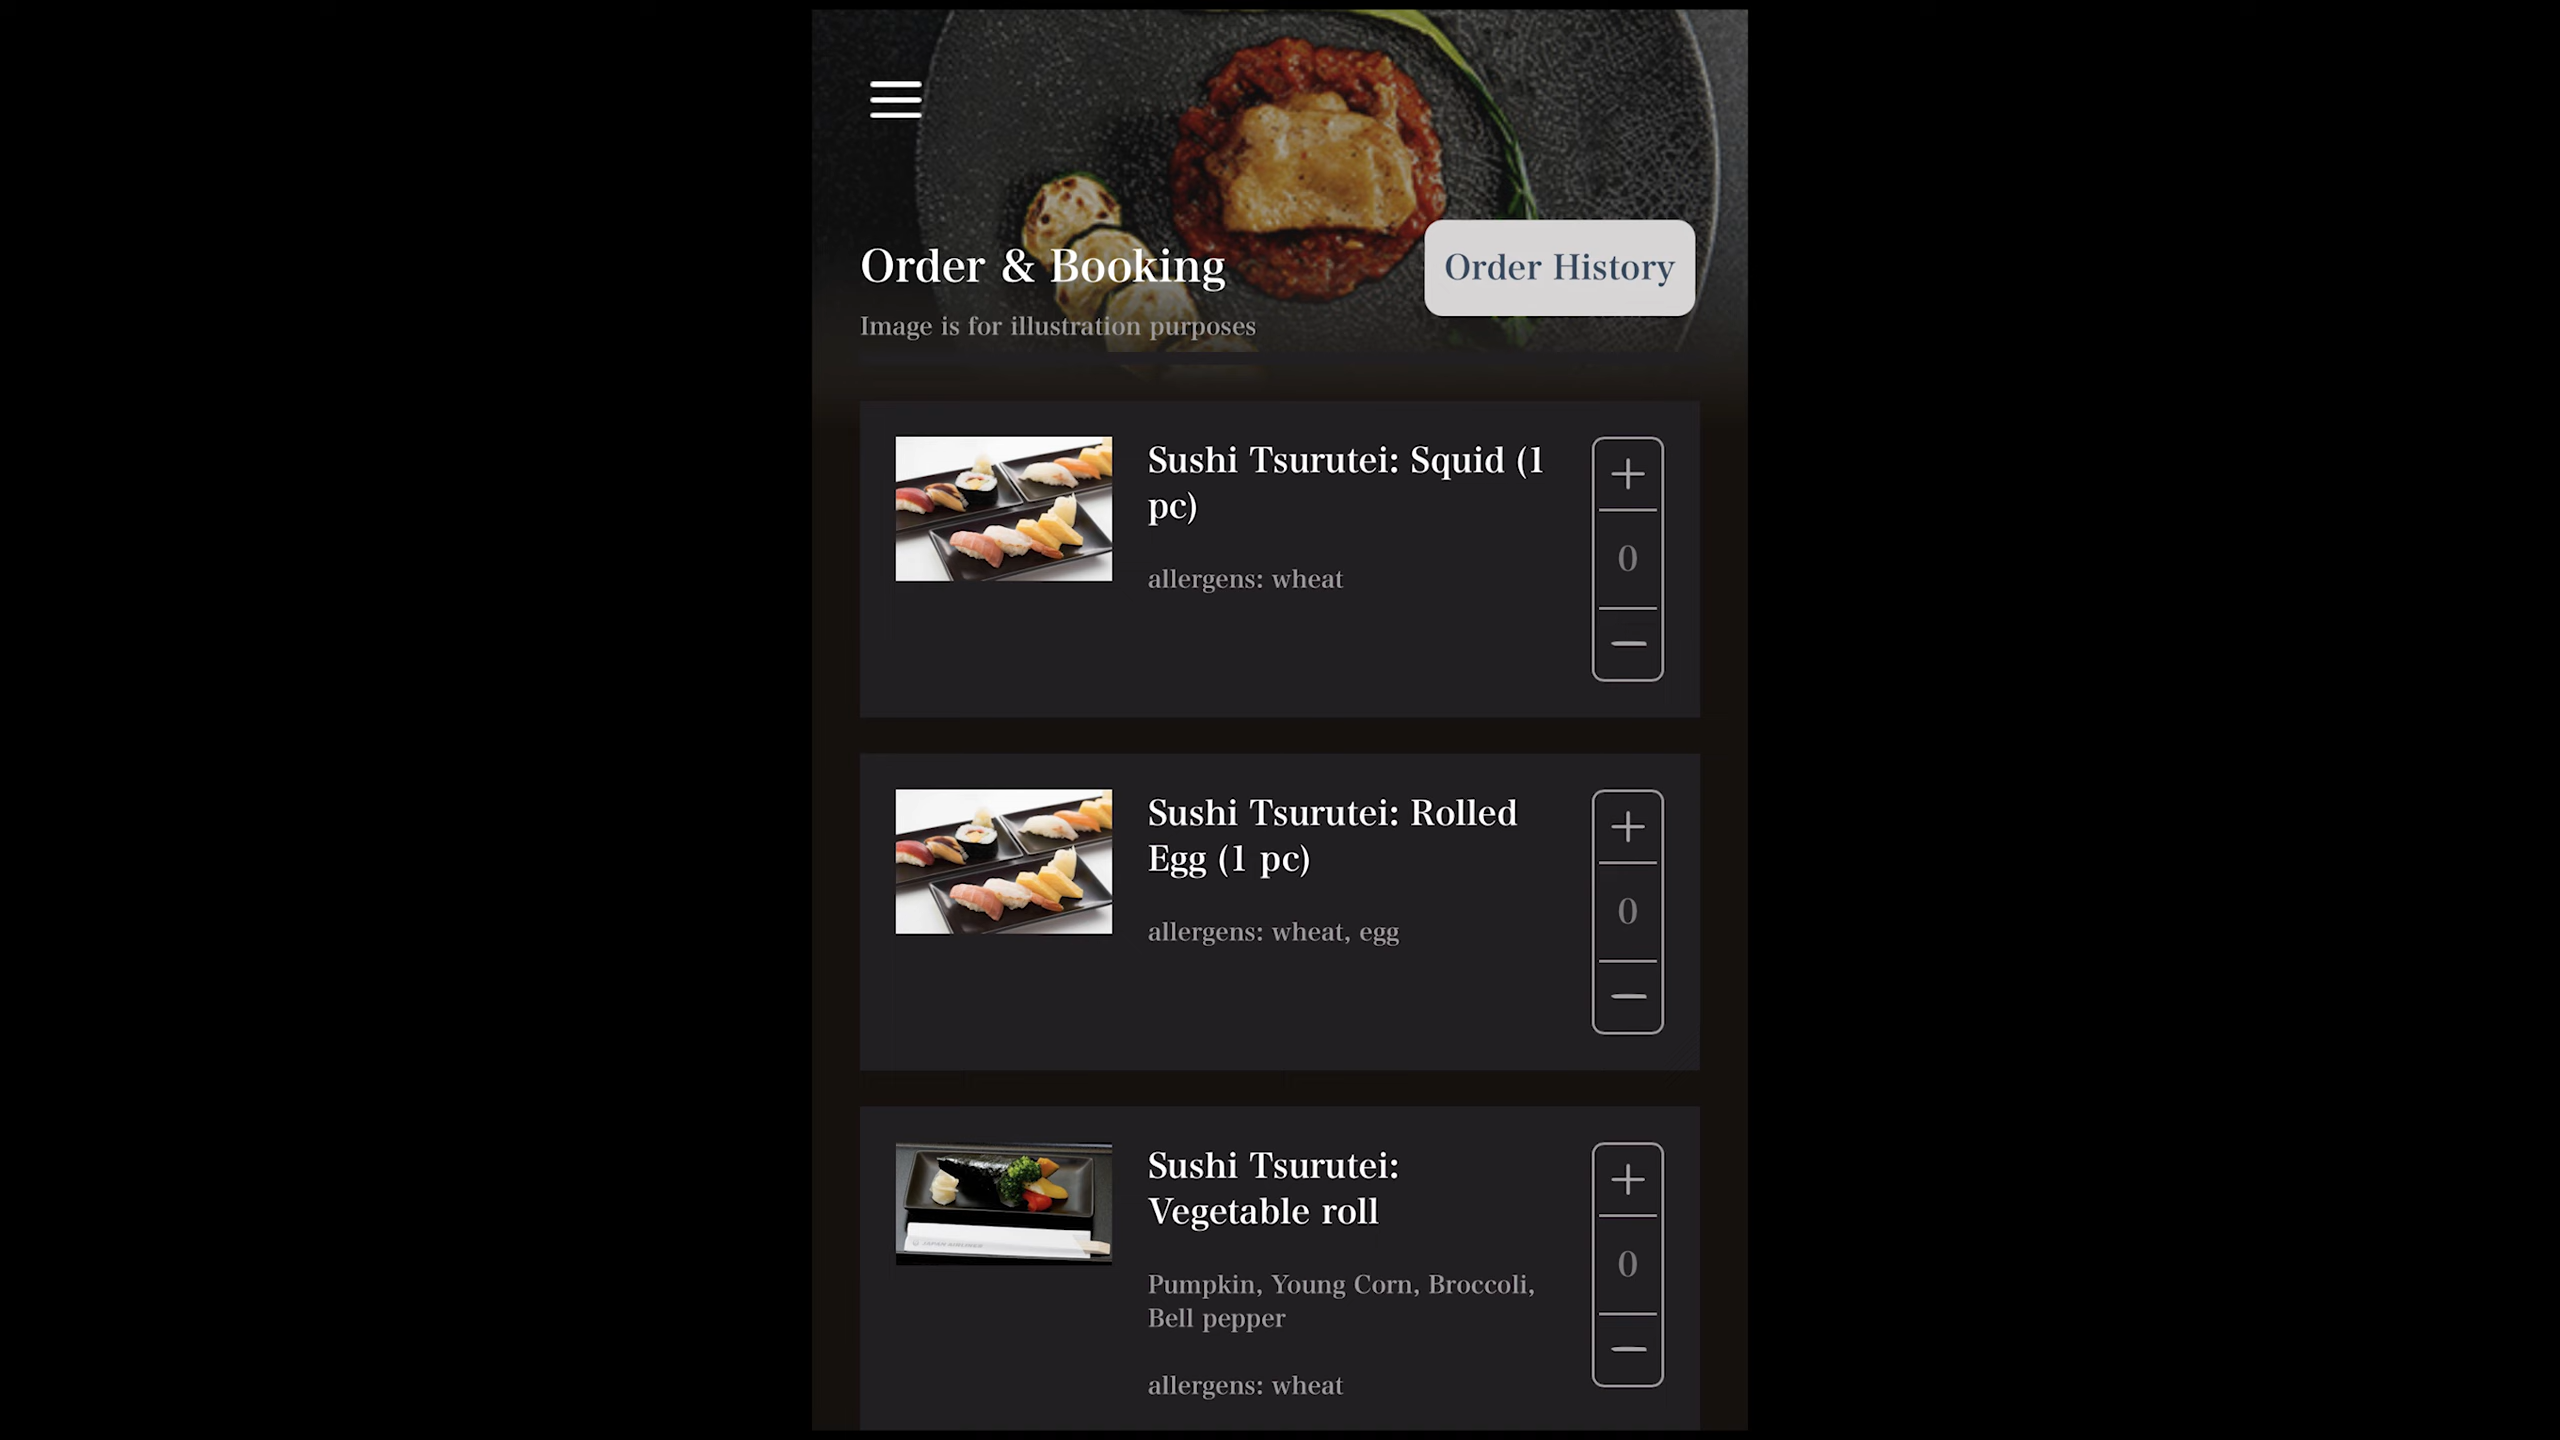 Order & Booking
Order History
Image is for illustration purposes
Sushi Tsurutei: Squid (1
pc)
allergens: wheat
0
Sushi Tsurutei: Rolled
Egg (1 pc)
allergens: wheat, egg
0
Sushi Tsurutei:
Vegetable roll
Pumpkin, Young Corn, Broccoli,
Bell pepper
allergens: wheat
0